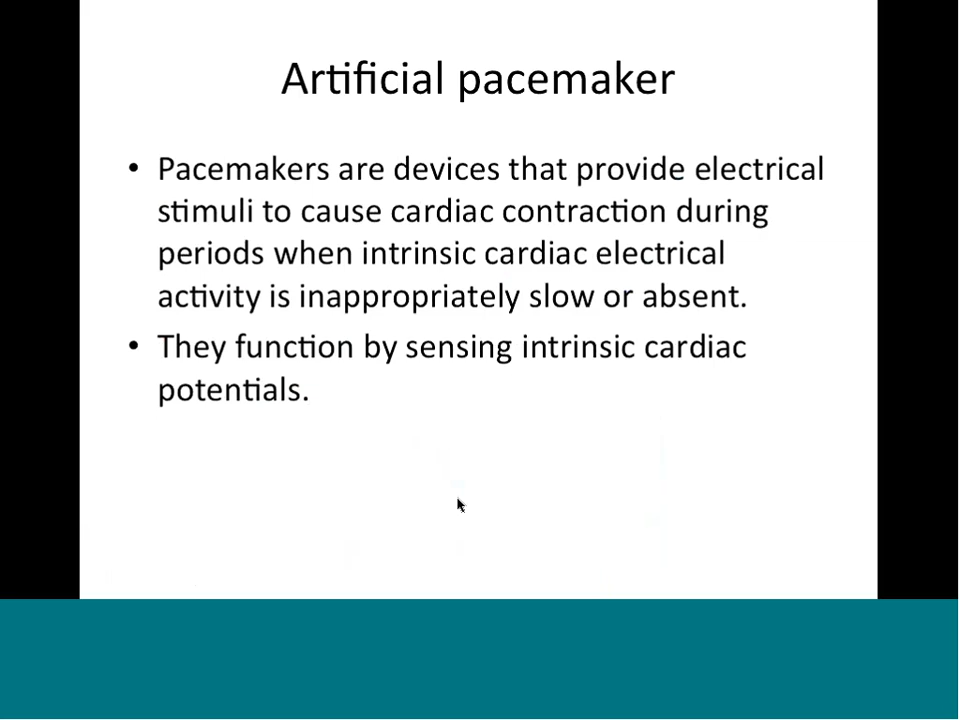 Artificial pacemaker
• Pacemakers are devices that provide electrical
stimuli to cause cardiac contraction during
periods when intrinsic cardiac electrical
activity is inappropriately slow or absent.
• They function by sensing intrinsic cardiac
potentials.